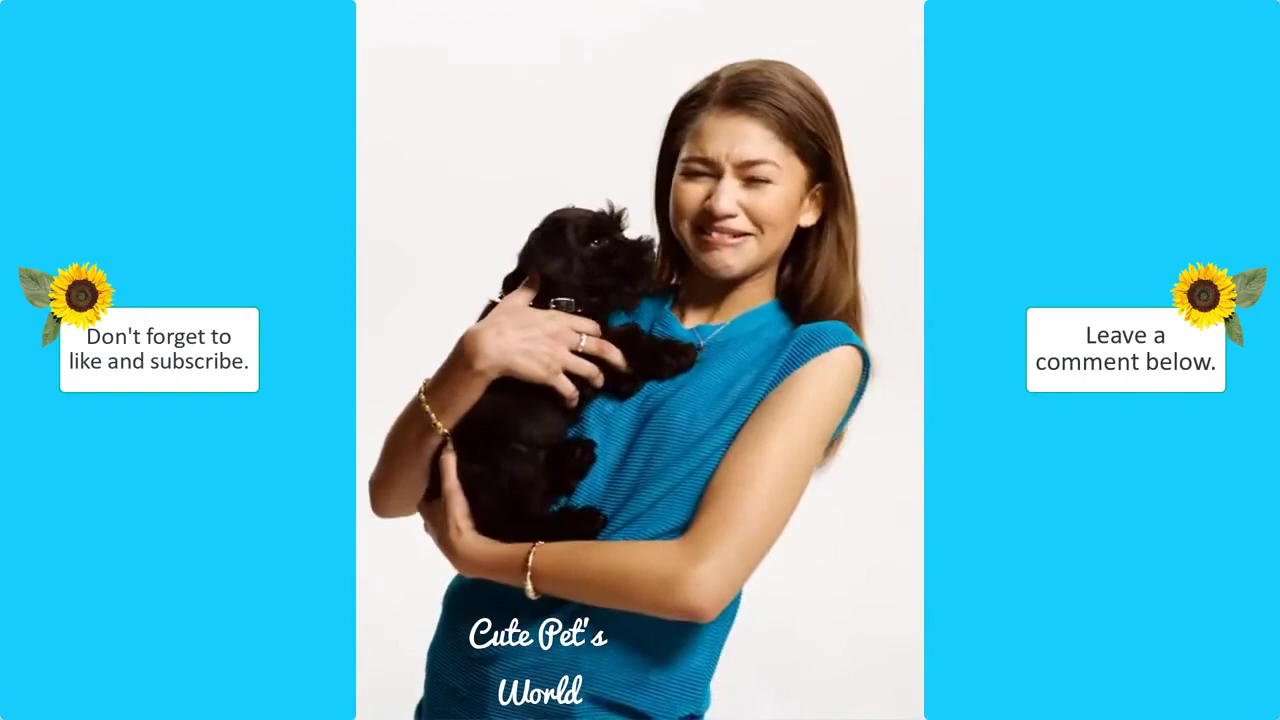 Don't forget to
like and subscribe.
Leave a
comment below.
Cute Pet's
World